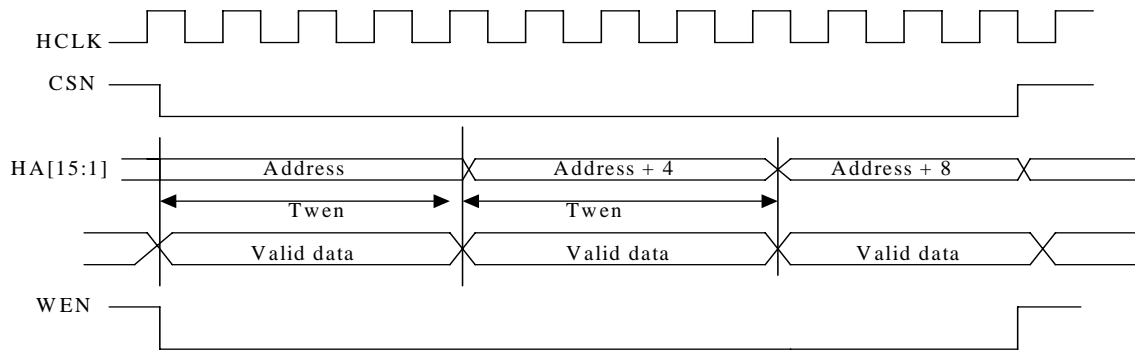 HCLK
CSN
HA[15:1] Address Address + 4 Address + 8
Twen Twen
Valid data Valid data Valid data
WEN